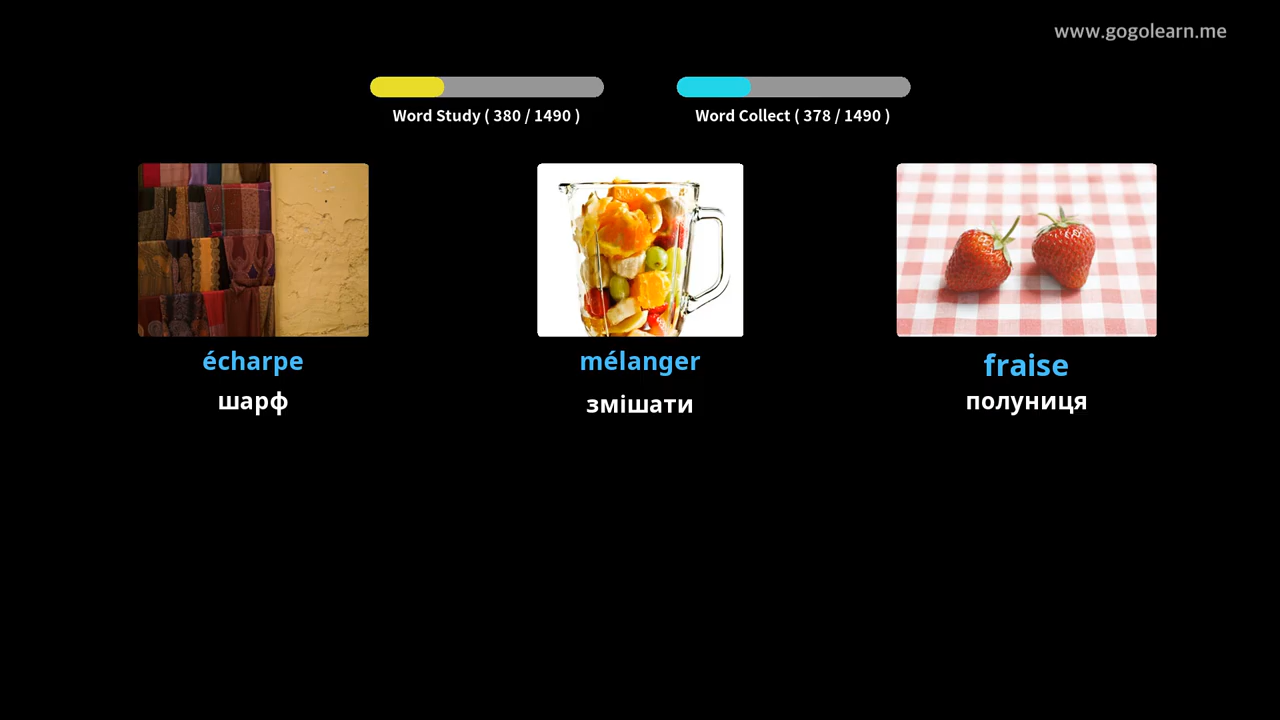 www.gogolearn.me
Word Study ( 380 / 1490 )
Word Collect ( 378 / 1490 )
écharpe
mélanger
fraise
шарф
змішати
полуниця